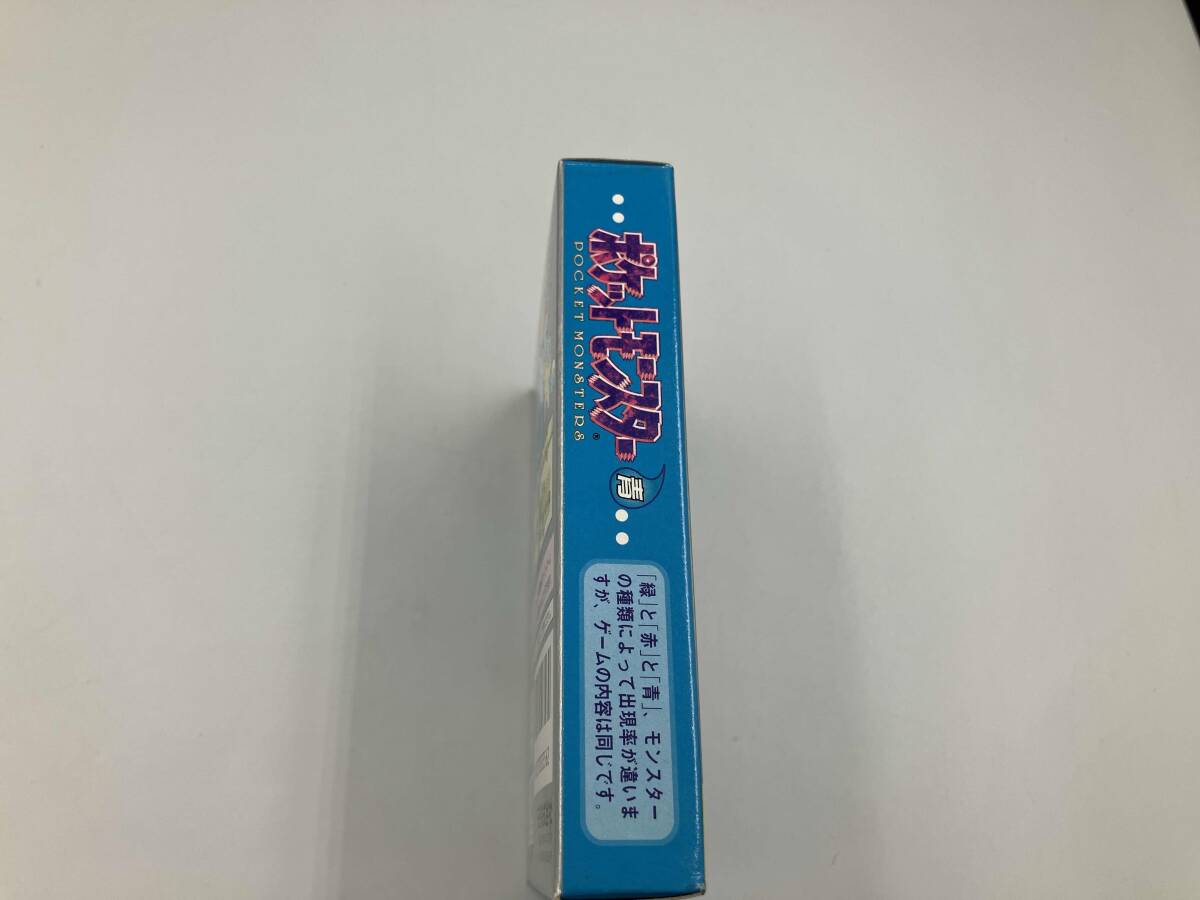 ポケットモンスター
POCKET MONSTERS
®
青
「緑」と「赤」と「青」、モンスター
の種類によって出現率が違いま
すが、ゲームの内容は同じです。